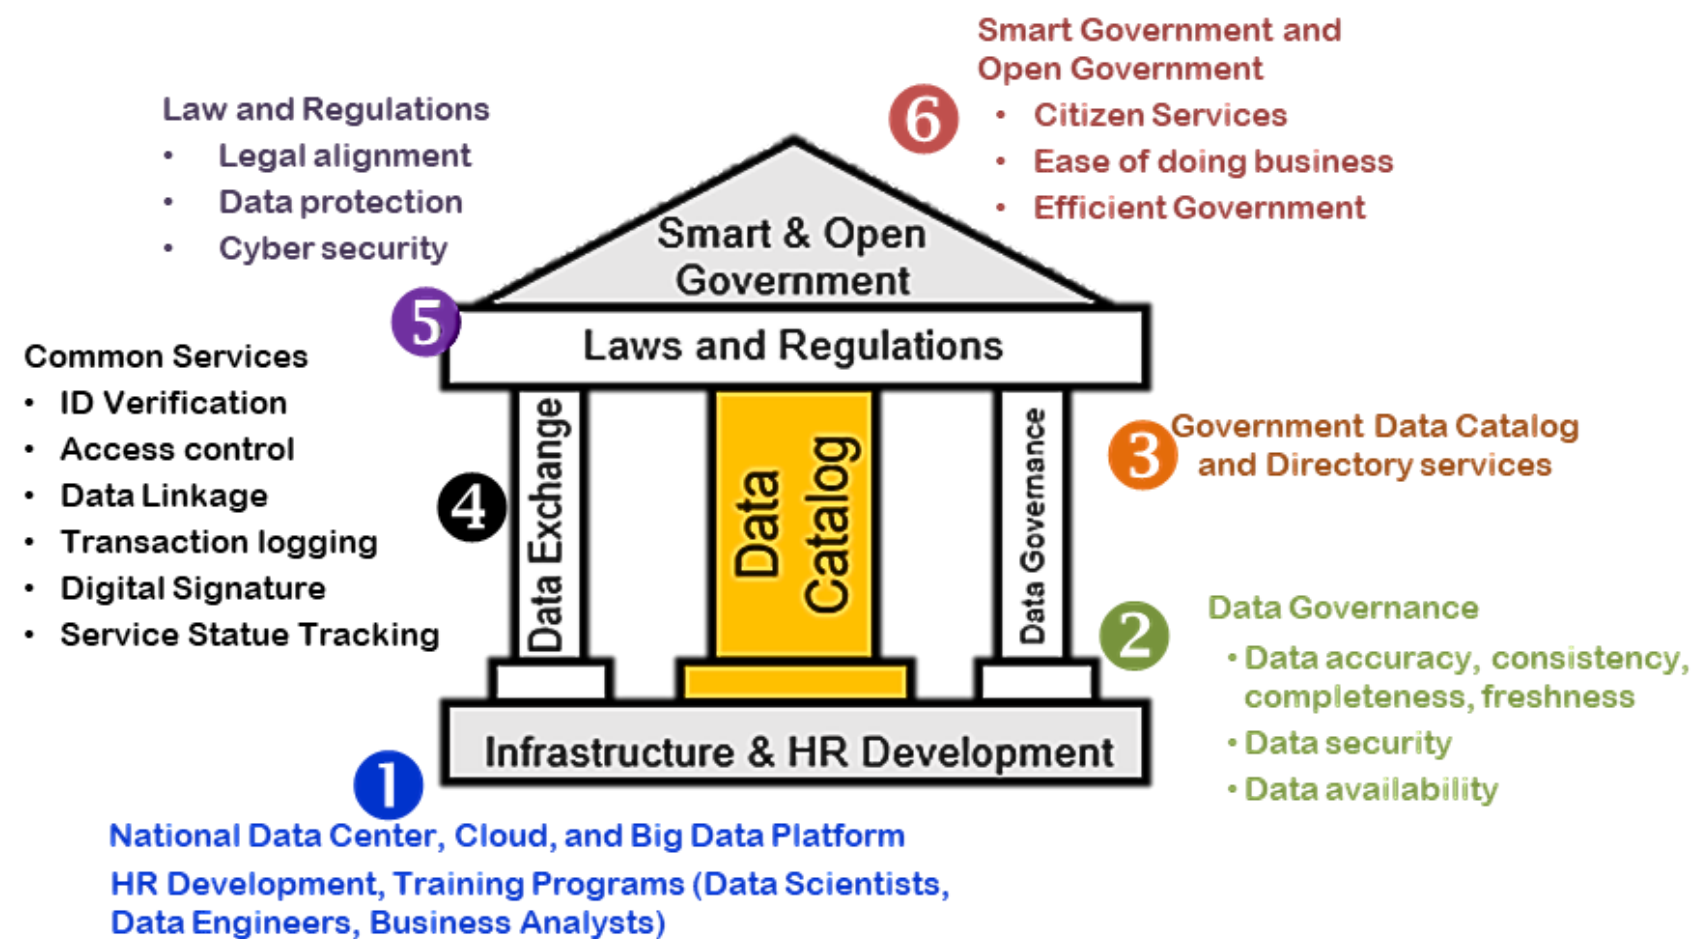 Smart Government and
Open Government
6
• Citizen Services
• Ease of doing business
• Efficient Government
Law and Regulations
• Legal alignment
• Data protection
• Cyber security
Smart & Open
Government
5
Laws and Regulations
Common Services
• ID Verification
• Access control
• Data Linkage
• Transaction logging
• Digital Signature
• Service Statue Tracking
4
Data Exchange
Data
Catalog
Data Governance
3
Government Data Catalog
and Directory services
2
Data Governance
• Data accuracy, consistency,
completeness, freshness
• Data security
• Data availability
Infrastructure & HR Development
1
National Data Center, Cloud, and Big Data Platform
HR Development, Training Programs (Data Scientists,
Data Engineers, Business Analysts)